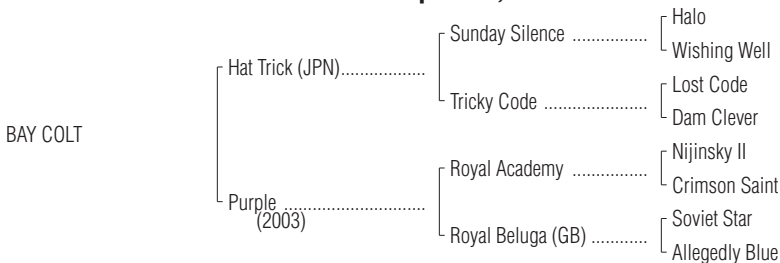 Halo
Sunday Silence ..................
Wishing Well
Hat Trick (JPN)..................
Lost Code
Tricky Code .........................
Dam Clever
BAY COLT
Nijinsky II
Royal Academy ..................
Crimson Saint
Purple ..................................
(2003)
Soviet Star
Royal Beluga (GB) .............
Allegedly Blue